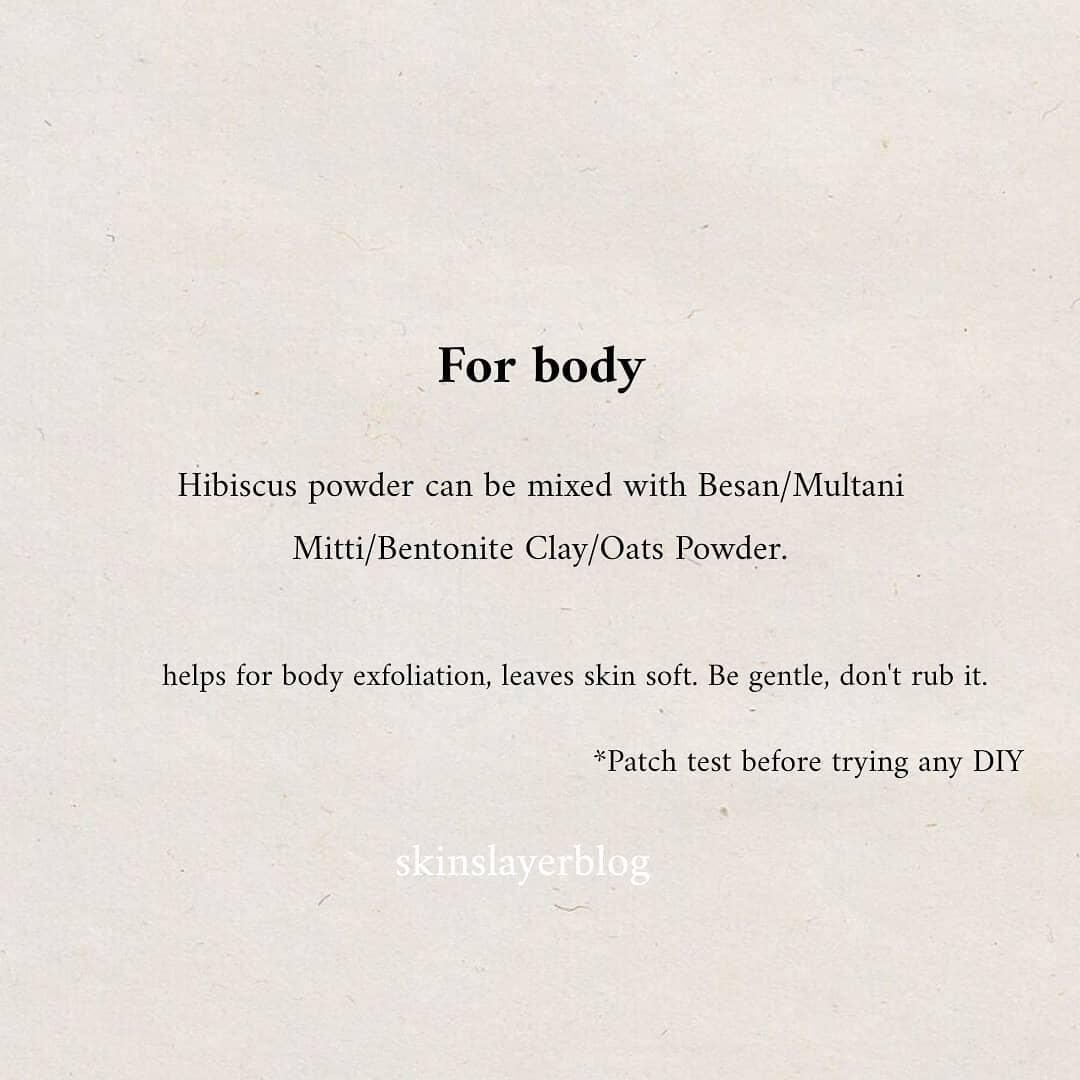 For body
Hibiscus powder can be mixed with Besan/Multani
Mitti/Bentonite Clay/Oats Powder.
helps for body exfoliation, leaves skin soft. Be gentle, don't rub it.
*Patch test before trying any DIY
skinslayerblog